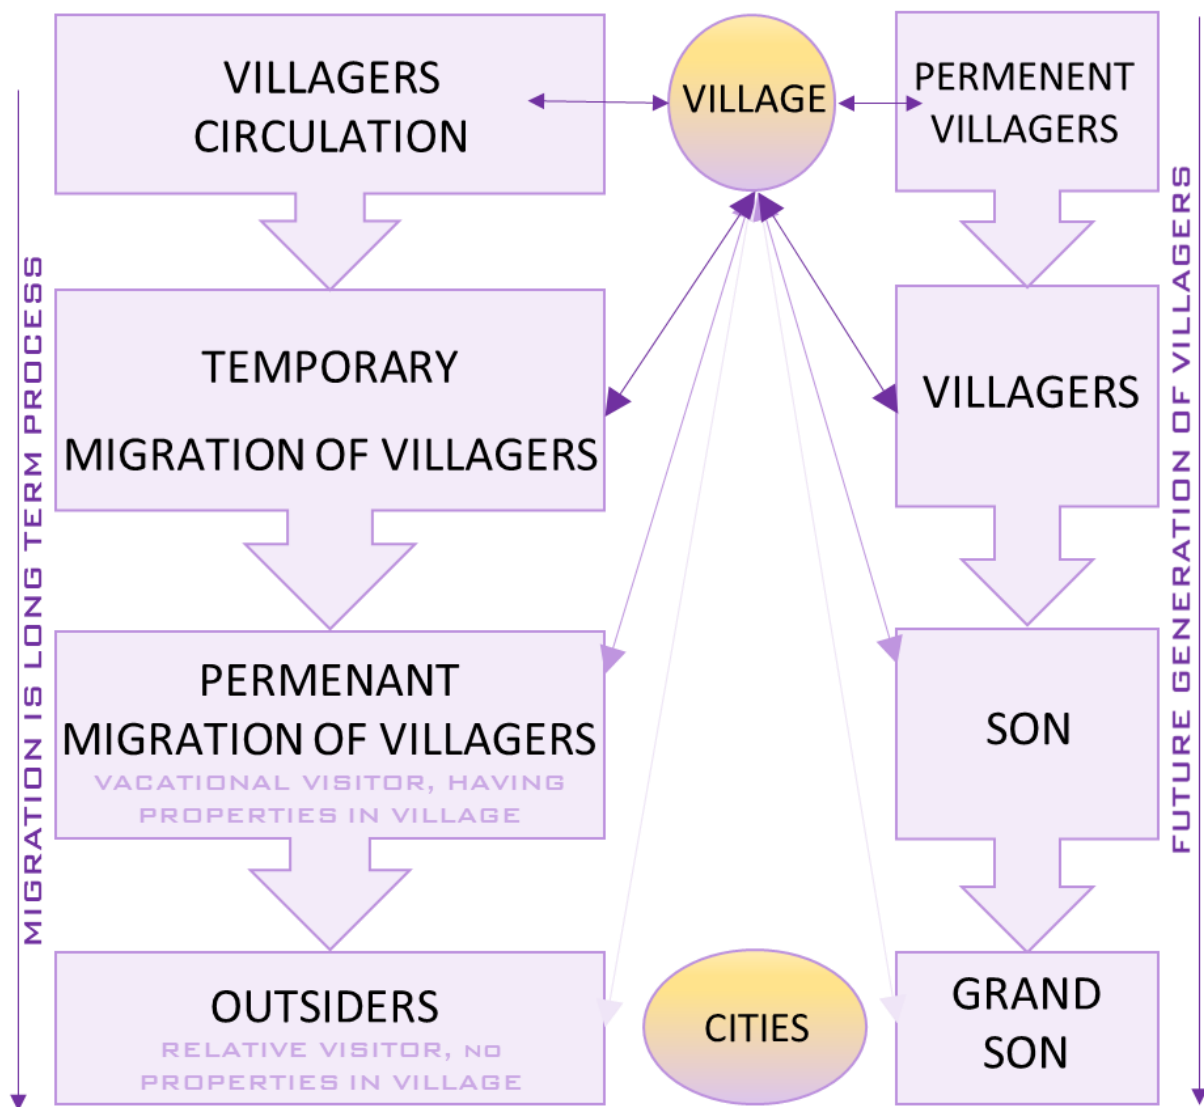 VILLAGERS
CIRCULATION
VILLAGE
PERMENENT
VILLAGERS
TEMPORARY
MIGRATION OF VILLAGERS
VILLAGERS
PERMENANT
MIGRATION OF VILLAGERS
VACATIONAL VISITOR, HAVING
PROPERTIES IN VILLAGE
SON
OUTSIDERS
RELATIVE VISITOR, NO
PROPERTIES IN VILLAGE
CITIES
GRAND
SON
MIGRATION IS LONG TERM PROCESS
FUTURE GENERATION OF VILLAGERS